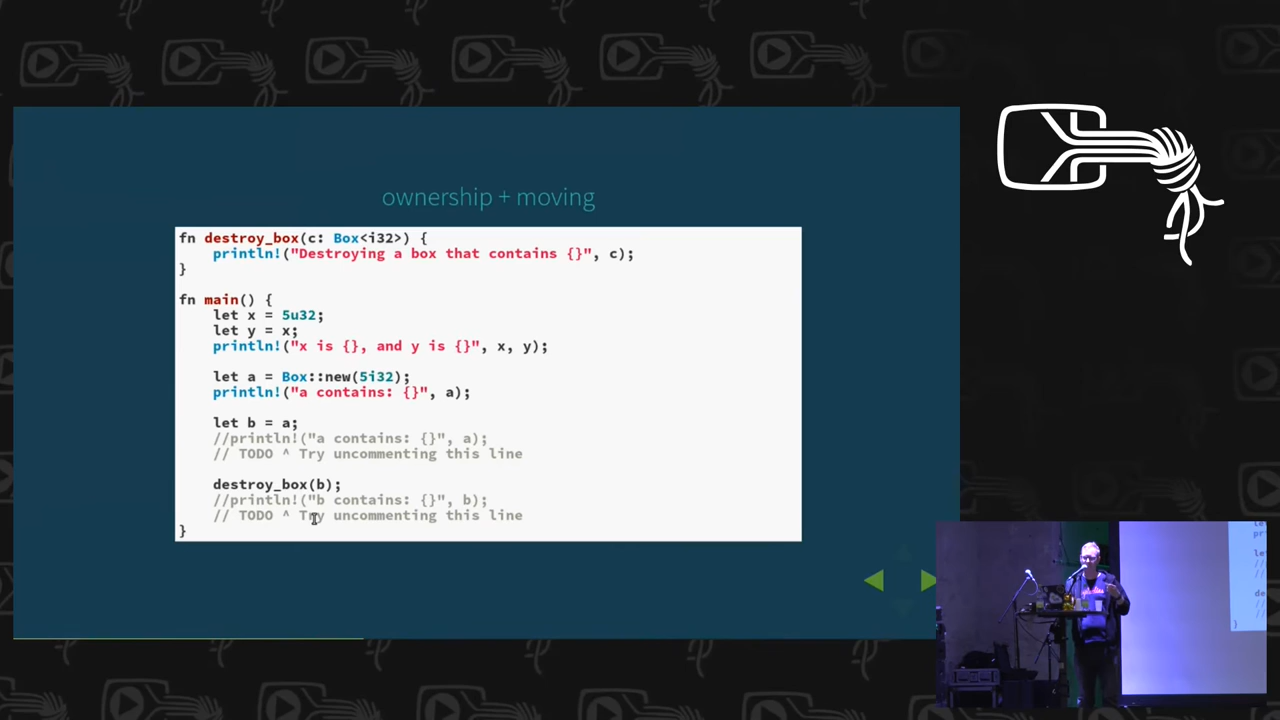 ownership + moving
fn destroy_box(c: Box<i32>) {
    println!("Destroying a box that contains {}", c);
}
fn main() {
    let x = 5u32;
    let y = x;
    println!("x is {}, and y is {}", x, y);
    let a = Box::new(5i32);
    println!("a contains: {}", a);
    let b = a;
    //println!("a contains: {}", a);
    // TODO ^ Try uncommenting this line
    destroy_box(b);
    //println!("b contains: {}", b);
    // TODO ^ Try uncommenting this line
}